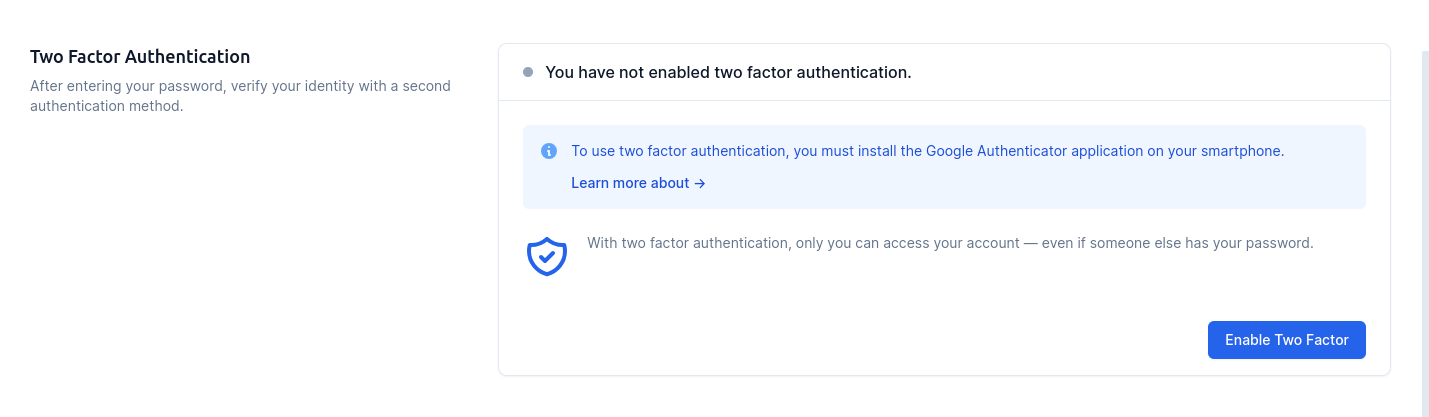 Two Factor Authentication
After entering your password, verify your identity with a second
authentication method.
You have not enabled two factor authentication.
To use two factor authentication, you must install the Google Authenticator application on your smartphone.
Learn more about →
With two factor authentication, only you can access your account — even if someone else has your password.
Enable Two Factor